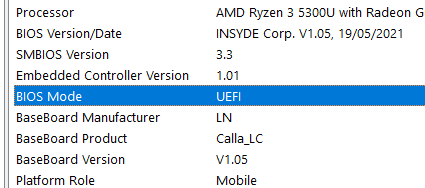 Processor AMD Ryzen 3 5300U with Radeon G
BIOS Version/Date INSYDE Corp. V1.05, 19/05/2021
SMBIOS Version 3.3
Embedded Controller Version 1.01
BIOS Mode UEFI
BaseBoard Manufacturer LN
BaseBoard Product Calla_LC
BaseBoard Version V1.05
Platform Role Mobile